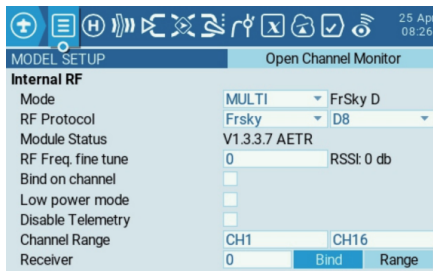 25 Apr
08:26
MODEL SETUP Open Channel Monitor
Internal RF
Mode MULTI FrSky D
RF Protocol Frsky D8
Module Status V1.3.3.7 AETR
RF Freq. fine tune 0 RSSI: 0 db
Bind on channel
Low power mode
Disable Telemetry
Channel Range CH1 CH16
Receiver 0 Bind Range